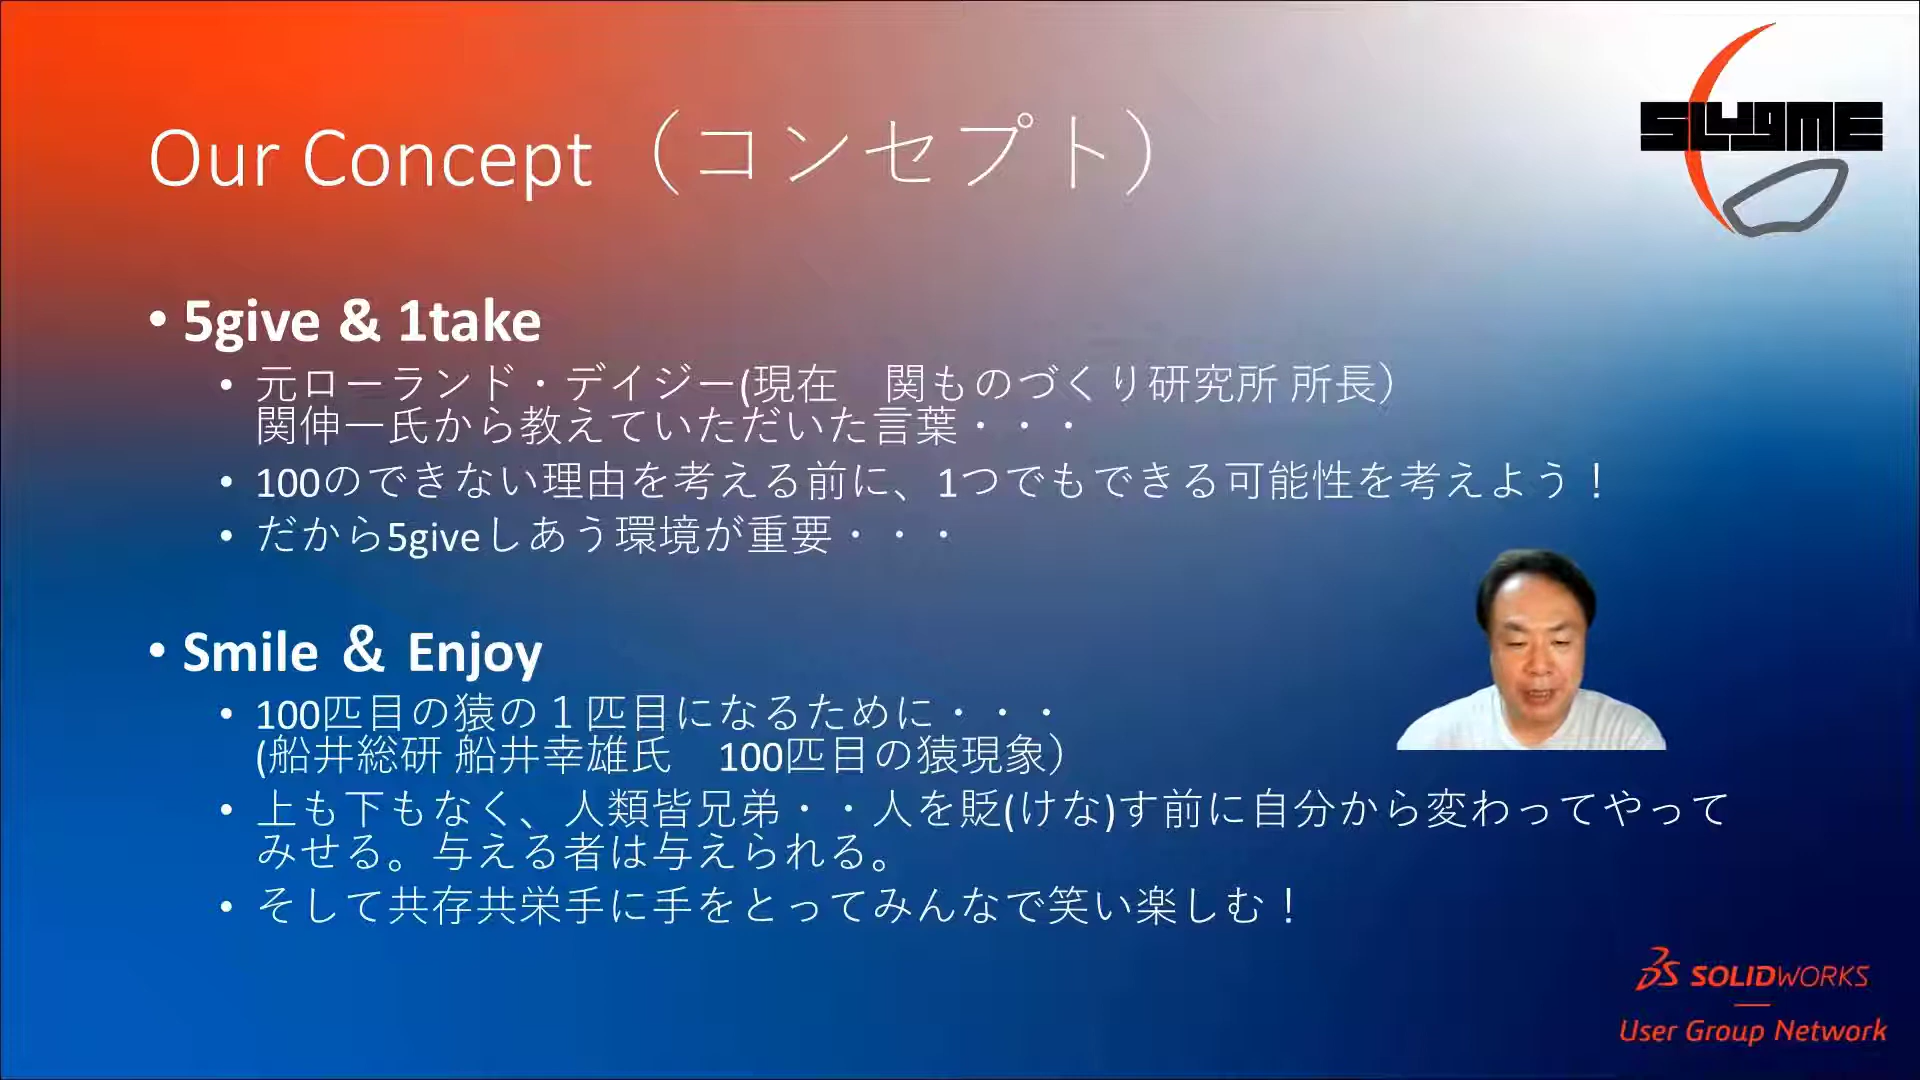 Our Concept（コンセプト）
SLUGME
• 5give & 1take
• 元ローランド・デイジー(現在　関ものづくり研究所 所長）
関伸一氏から教えていただいた言葉・・・
• 100のできない理由を考える前に、1つでもできる可能性を考えよう！
• だから5giveしあう環境が重要・・・
• Smile ＆ Enjoy
• 100匹目の猿の１匹目になるために・・・
(船井総研 船井幸雄氏　100匹目の猿現象）
• 上も下もなく、人類皆兄弟・・人を貶(けな)す前に自分から変わってやって
みせる。与える者は与えられる。
• そして共存共栄手に手をとってみんなで笑い楽しむ！
SOLIDWORKS
User Group Network